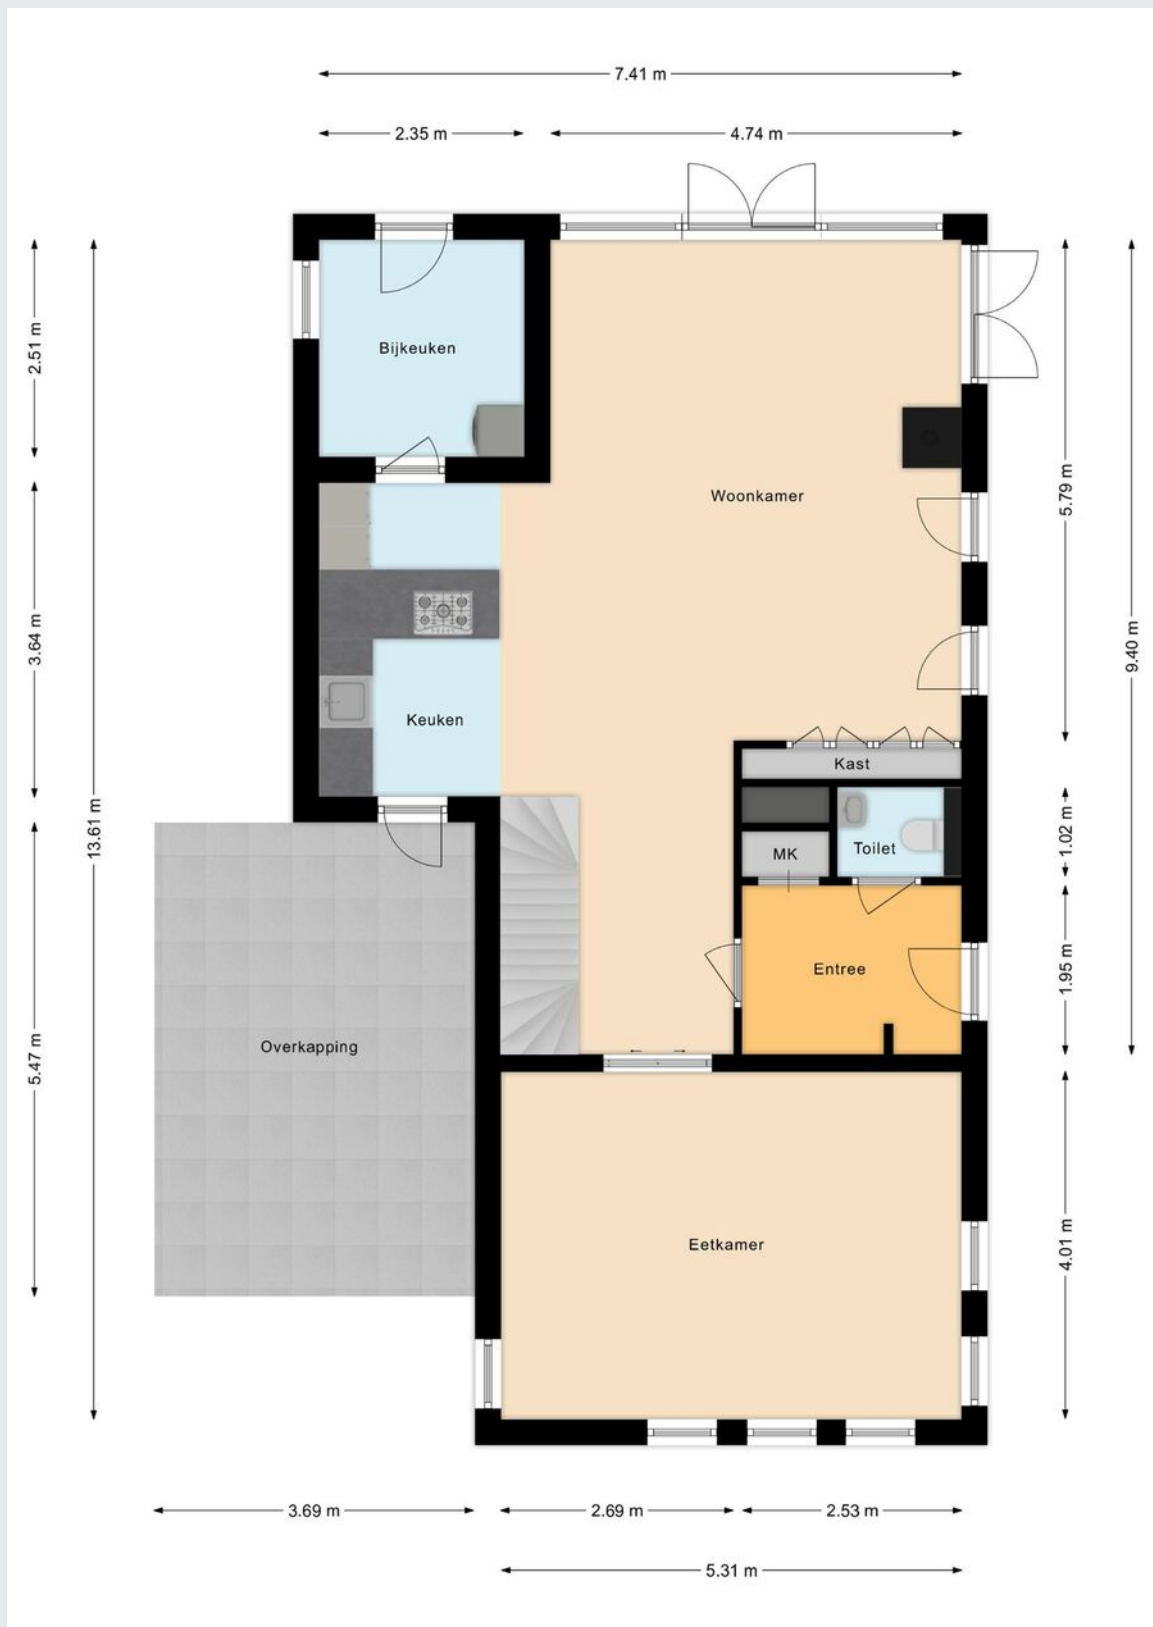 7.41 m
2.35 m
4.74 m
2.51 m
13.61 m
3.64 m
5.47 m
5.79 m
9.40 m
1.02 m
1.95 m
4.01 m
Bijkeuken
Woonkamer
Keuken
Kast
MK
Toilet
Entree
Overkapping
Eetkamer
3.69 m
2.69 m
2.53 m
5.31 m